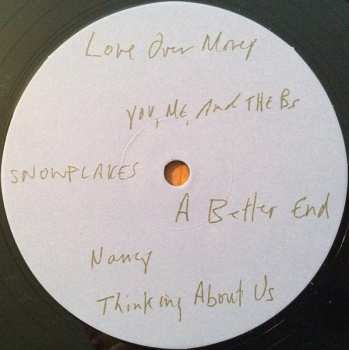 Love Over Money
YOU, ME, And THE Bs
SNOWFLAKES
A Better End
Nancy
Thinking About Us